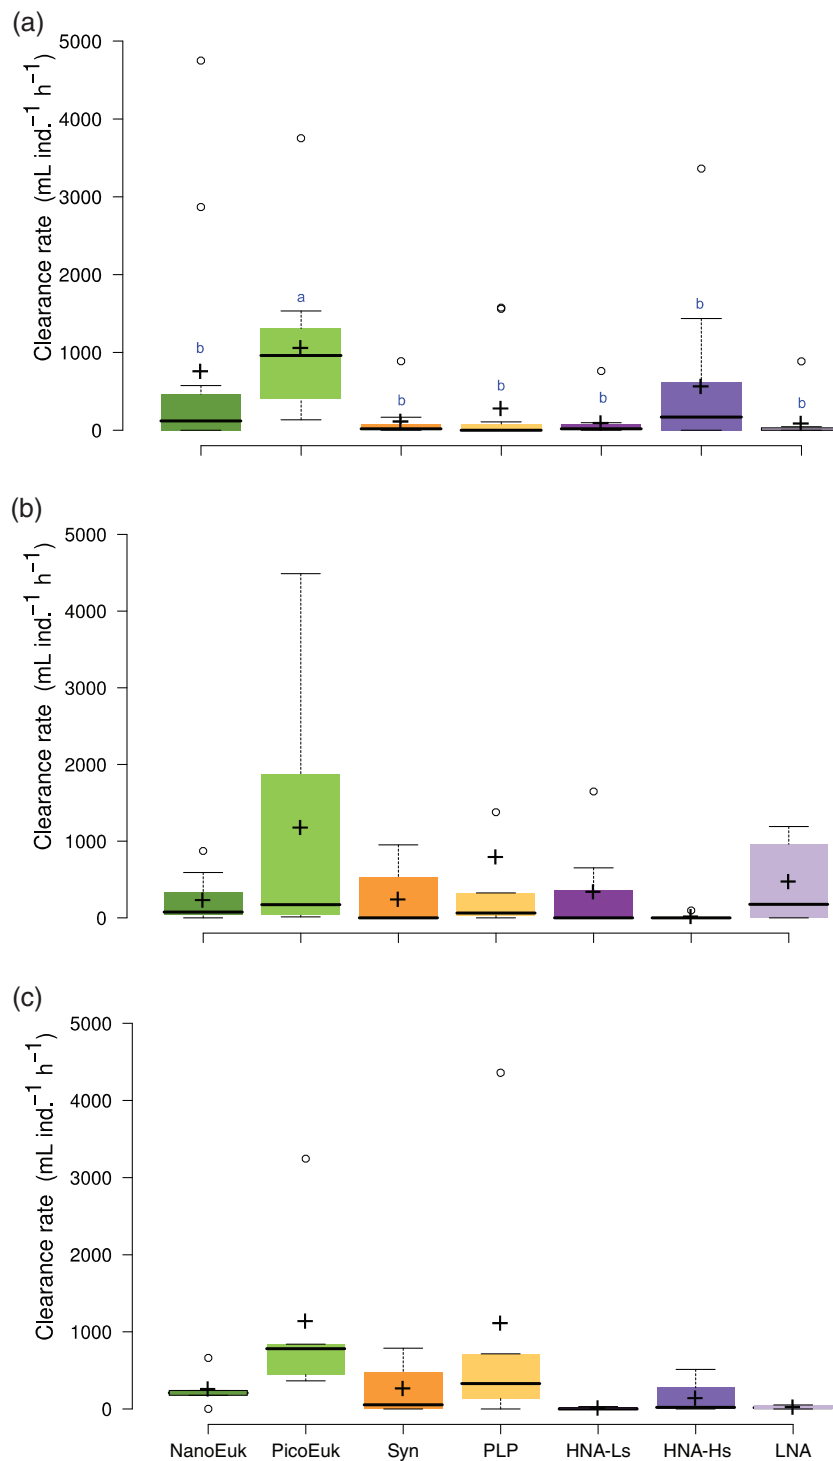 (a)
5000
4000
3000
2000
1000
0
Clearance rate (mL ind.⁻¹ h⁻¹)
b
a
b
b
b
b
b
(b)
5000
4000
3000
2000
1000
0
Clearance rate (mL ind.⁻¹ h⁻¹)
(c)
5000
4000
3000
2000
1000
0
Clearance rate (mL ind.⁻¹ h⁻¹)
NanoEuk PicoEuk Syn PLP HNA-Ls HNA-Hs LNA